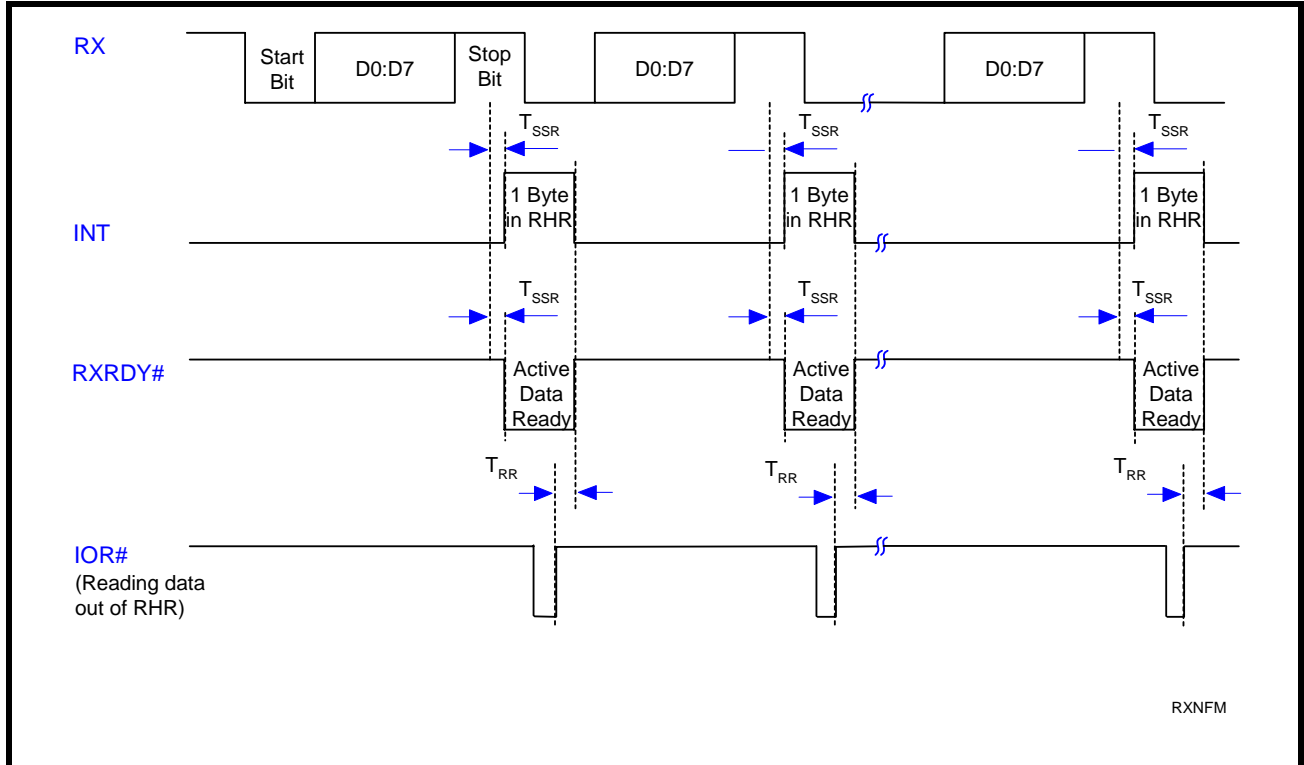 RX
Start
Bit
D0:D7
Stop
Bit
D0:D7
D0:D7
TSSR
TSSR
TSSR
INT
1 Byte
in RHR
1 Byte
in RHR
1 Byte
in RHR
TSSR
TSSR
TSSR
RXRDY#
Active
Data
Ready
Active
Data
Ready
Active
Data
Ready
TRR
TRR
TRR
IOR#
(Reading data
out of RHR)
RXNFM